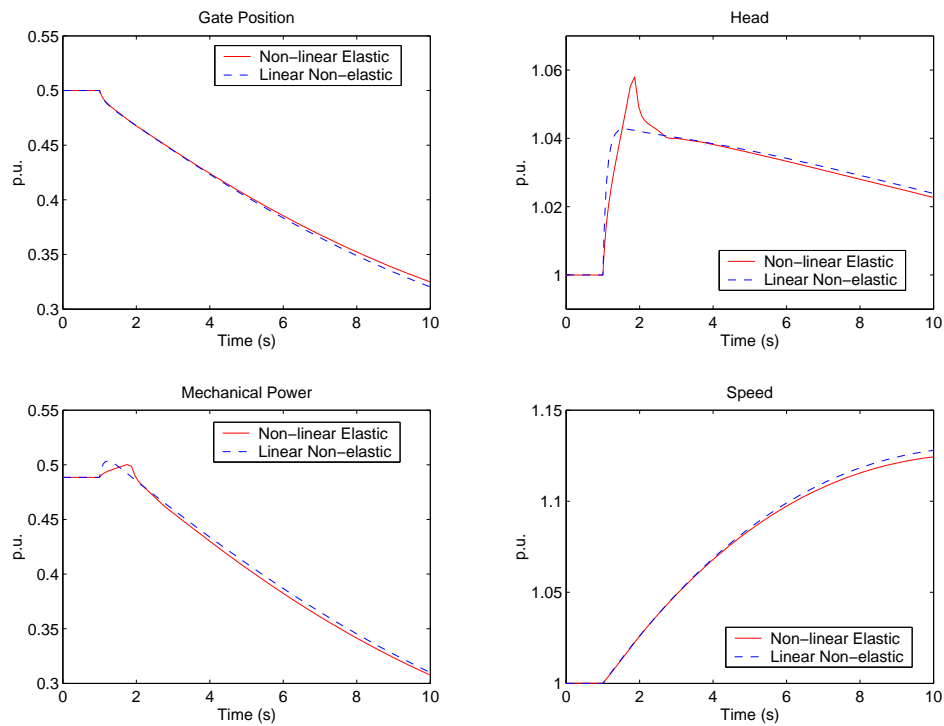 Gate Position
0.55
0.5
0.45
0.4
0.35
0.3
p.u.
Non-linear Elastic
Linear Non-elastic
0 2 4 6 8 10
Time (s)
Head
1.06
1.04
1.02
1
p.u.
Non-linear Elastic
Linear Non-elastic
0 2 4 6 8 10
Time (s)
Mechanical Power
0.55
0.5
0.45
0.4
0.35
0.3
p.u.
Non-linear Elastic
Linear Non-elastic
0 2 4 6 8 10
Time (s)
Speed
1.15
1.1
1.05
1
p.u.
Non-linear Elastic
Linear Non-elastic
0 2 4 6 8 10
Time (s)